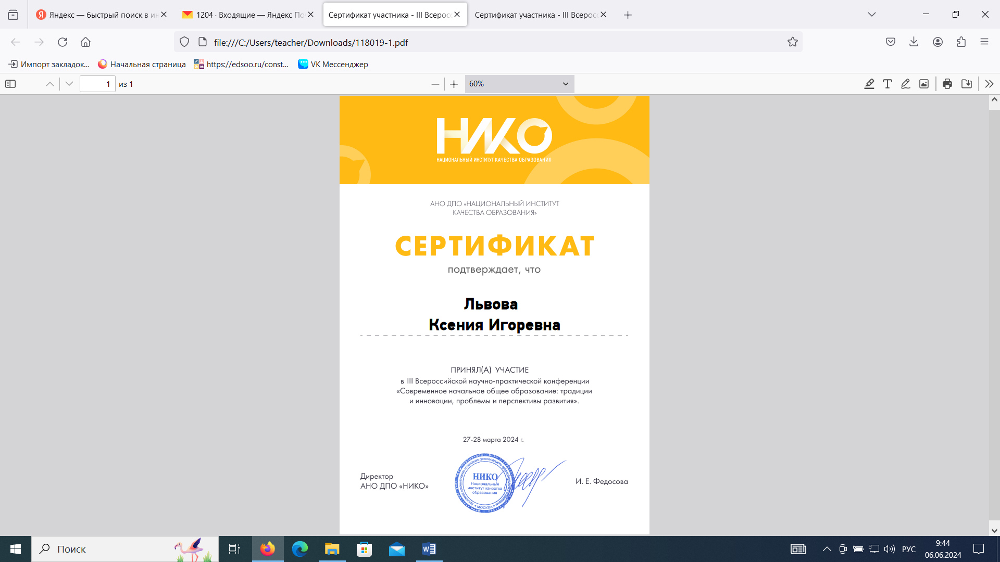 Яндекс — быстрый поиск в ин
1204 · Входящие — Яндекс По
Сертификат участника - III Всеросс
Сертификат участника - III Всеросс
file:///C:/Users/teacher/Downloads/118019-1.pdf
Импорт закладок...
Начальная страница
https://edsoo.ru/const...
VK Мессенджер
1 из 1
60%
НИКО
НАЦИОНАЛЬНЫЙ ИНСТИТУТ КАЧЕСТВА ОБРАЗОВАНИЯ
АНО ДПО «НАЦИОНАЛЬНЫЙ ИНСТИТУТ
КАЧЕСТВА ОБРАЗОВАНИЯ»
СЕРТИФИКАТ
подтверждает, что
Львова
Ксения Игоревна
ПРИНЯЛ(А) УЧАСТИЕ
в III Всероссийской научно-практической конференции
«Современное начальное общее образование: традиции
и инновации, проблемы и перспективы развития».
27-28 марта 2024 г.
Директор
АНО ДПО «НИКО»
НИКО
Национальный
институт качества
образования
МОСКВА
И. Е. Федосова
Поиск
РУС
9:44
06.06.2024